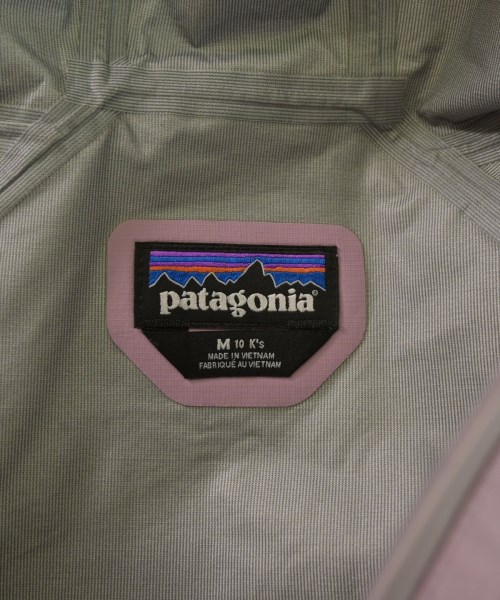 patagonia®
M 10 K's
MADE IN VIETNAM
FABRIQUÉ AU VIETNAM